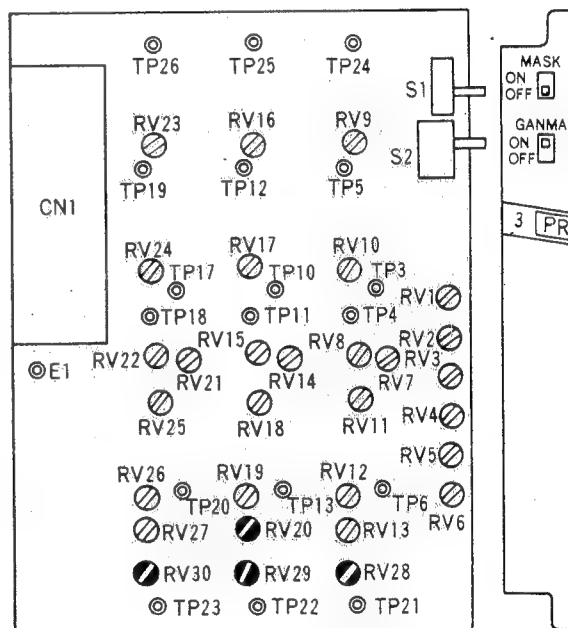 TP26 TP25 TP24
S1
MASK
ON
OFF
RV23 RV16 RV9
GANMA
ON
OFF
S2
TP19 TP12 TP5
CN1
3 PR
RV24 RV17 RV10
TP17 TP10 TP3
RV1
TP18 TP11 TP4
RV15 RV8 RV2
RV22 RV3
E1 RV21 RV14 RV7
RV25 RV18 RV11 RV4
RV5
RV26 RV19 RV12
TP20 TP13 TP6 RV6
RV27 RV20 RV13
RV30 RV29 RV28
TP23 TP22 TP21